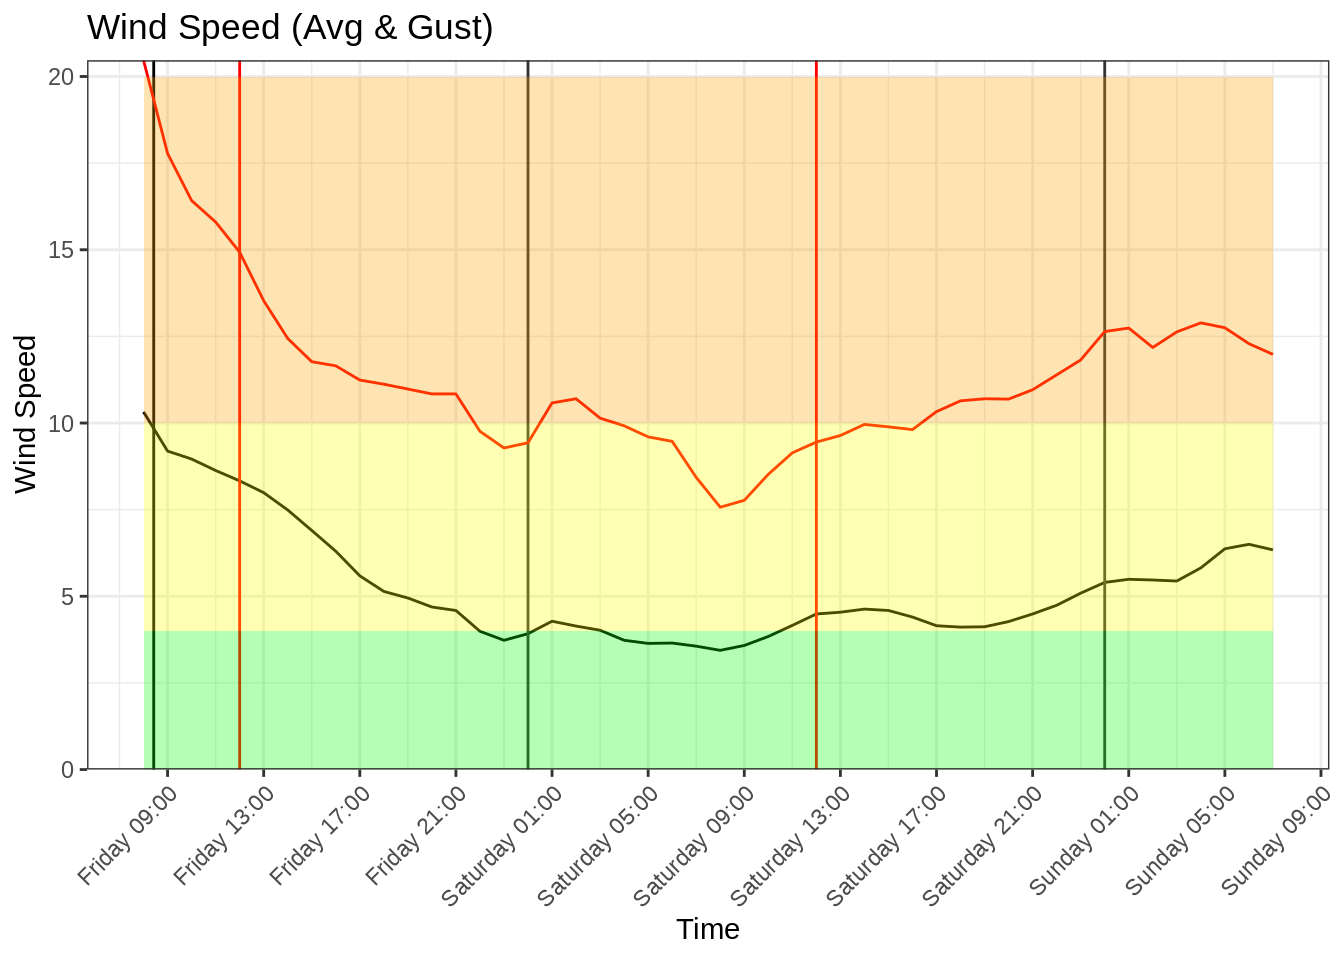 Wind Speed (Avg & Gust)
Wind Speed
20
15
10
5
0
Friday 09:00
Friday 13:00
Friday 17:00
Friday 21:00
Saturday 01:00
Saturday 05:00
Saturday 09:00
Saturday 13:00
Saturday 17:00
Saturday 21:00
Sunday 01:00
Sunday 05:00
Sunday 09:00
Time